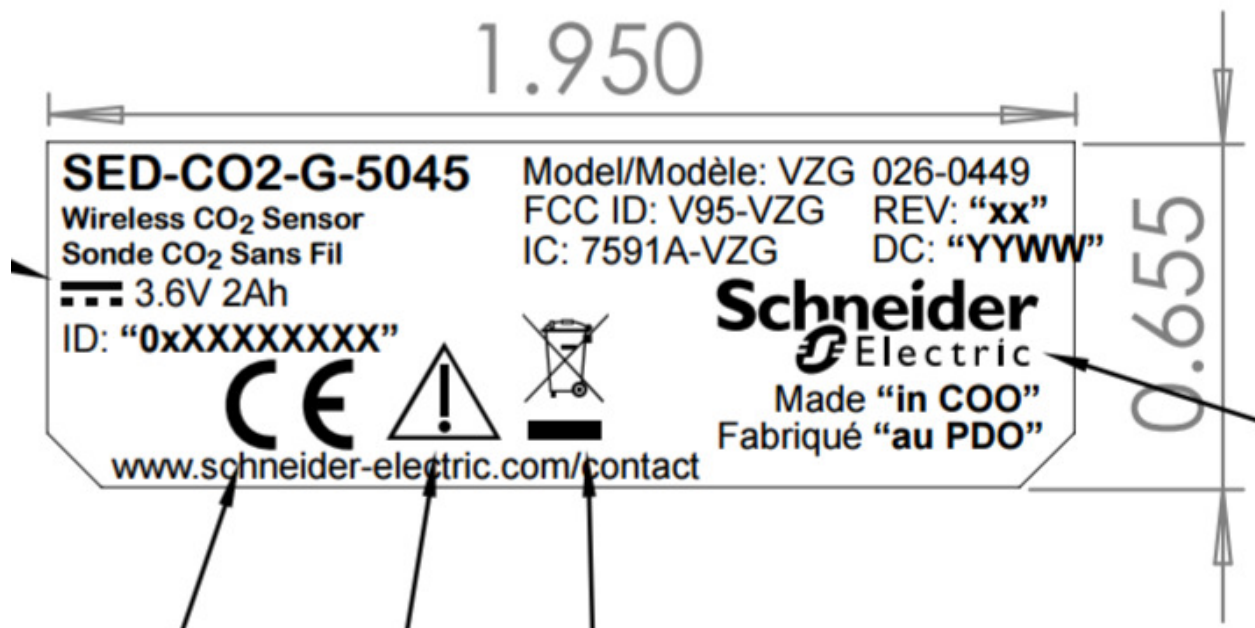 1.950
SED-CO2-G-5045
Wireless CO₂ Sensor
Sonde CO₂ Sans Fil
3.6V 2Ah
ID: “0xXXXXXXXX”
Model/Modèle: VZG 026-0449
FCC ID: V95-VZG REV: “xx”
IC: 7591A-VZG DC: “YYWW”
Schneider
Electric
Made “in COO”
Fabriqué “au PDO”
CE
www.schneider-electric.com/contact
0.655